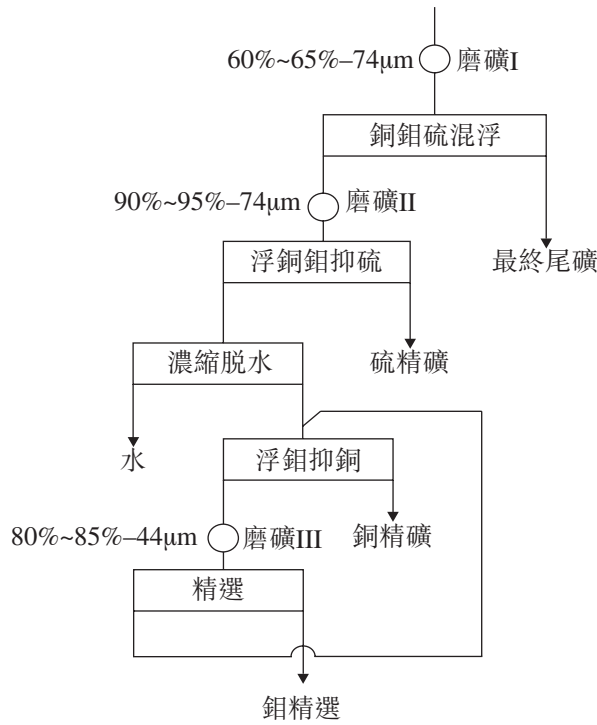 60%~65%–74μm 磨礦I
銅鉬硫混浮
90%~95%–74μm 磨礦II
浮銅鉬抑硫 最終尾礦
濃縮脱水 硫精礦
水 浮鉬抑銅
80%~85%–44μm 磨礦III 銅精礦
精選
鉬精選